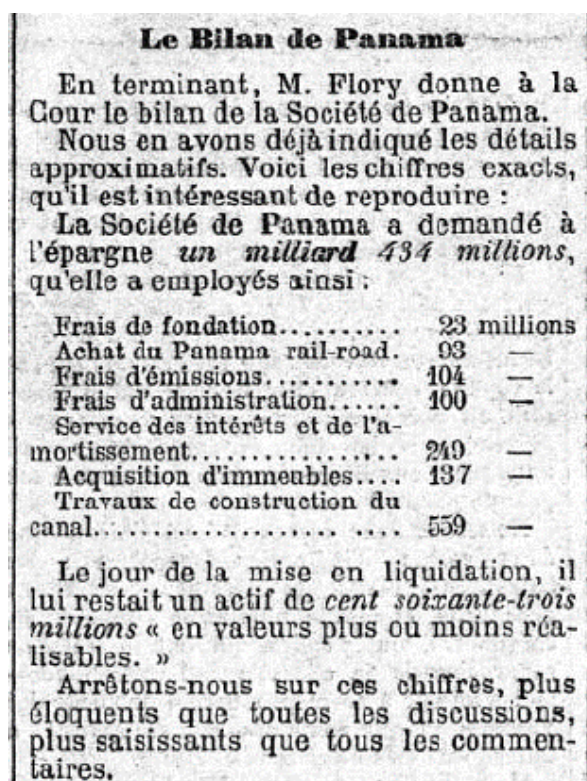 Le Bilan de Panama
En terminant, M. Flory donne à la
Cour le bilan de la Société de Panama.
Nous en avons déjà indiqué les détails
approximatifs. Voici les chiffres exacts,
qu'il est intéressant de reproduire :
La Société de Panama a demandé à
l'épargne un milliard 434 millions,
qu'elle a employés ainsi :
Frais de fondation.......... 23 millions
Achat du Panama rail-road. 93 —
Frais d'émissions........... 104 —
Frais d'administration...... 100 —
Service des intérêts et de l'a-
mortissement................ 249 —
Acquisition d'immeubles.... 137 —
Travaux de construction du
canal.................. .... 559 —
Le jour de la mise en liquidation, il
lui restait un actif de cent soixante-trois
millions « en valeurs plus ou moins réa-
lisables. »
Arrêtons-nous sur ces chiffres, plus
éloquents que toutes les discussions,
plus saisissants que tous les commen-
taires.